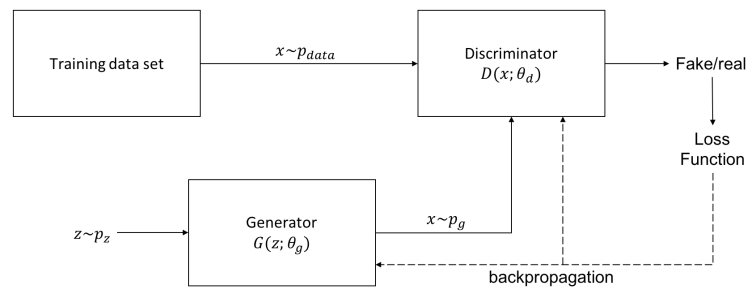 Training data set
x~p_data
Discriminator
D(x; θ_d)
Fake/real
Loss
Function
z~p_z
Generator
G(z; θ_g)
x~p_g
backpropagation